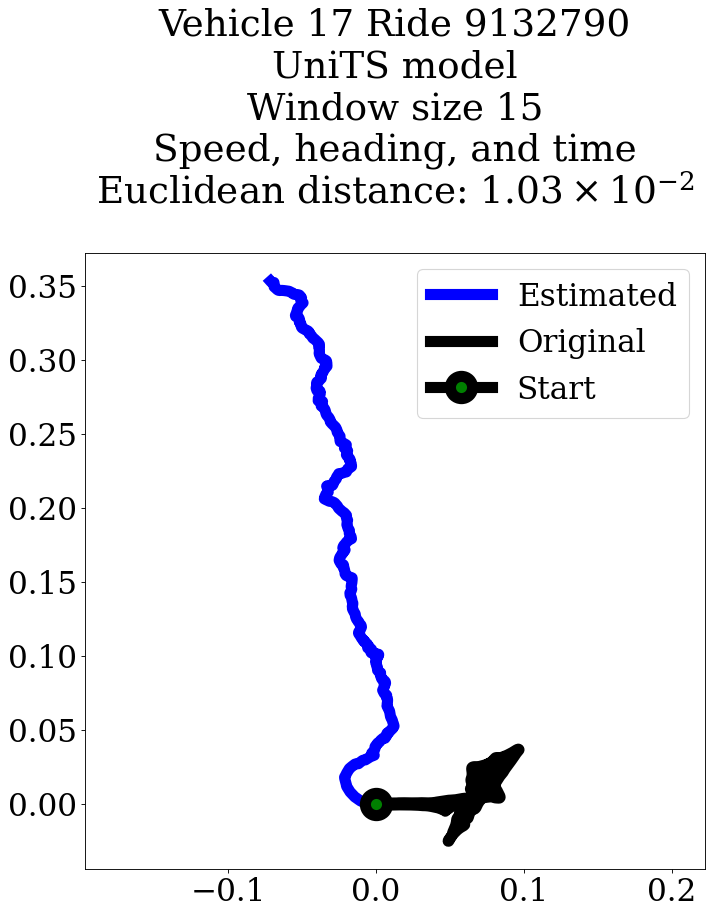 Vehicle 17 Ride 9132790
UniTS model
Window size 15
Speed, heading, and time
Euclidean distance: 1.03 × 10⁻²
Estimated
Original
Start
0.35
0.30
0.25
0.20
0.15
0.10
0.05
0.00
−0.1 0.0 0.1 0.2